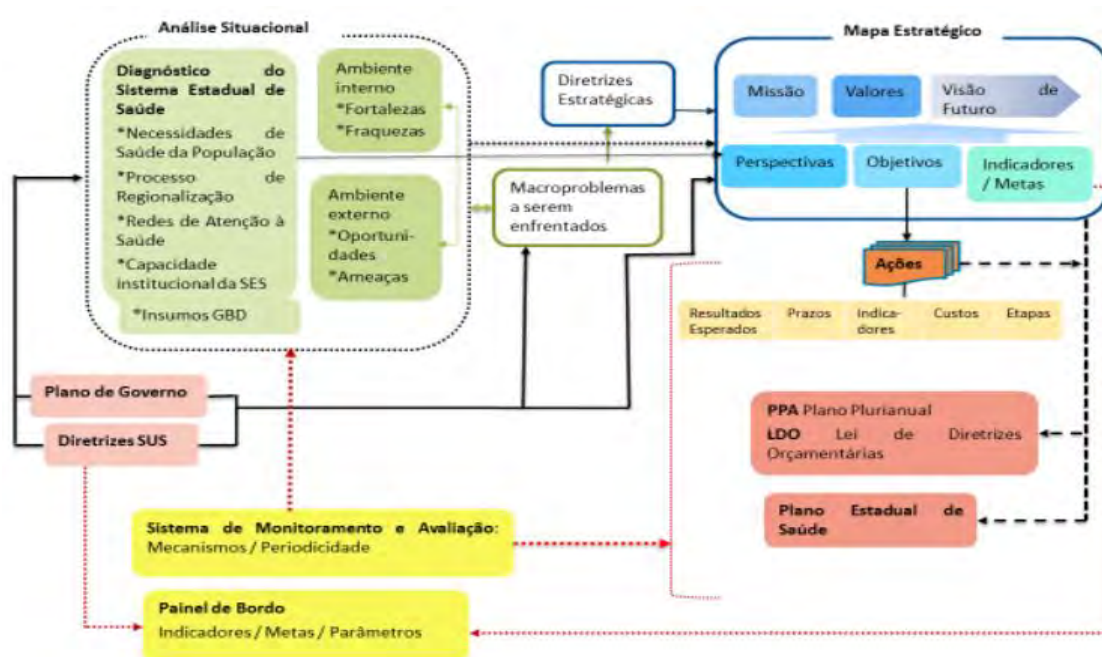 Análise Situacional
Diagnóstico do
Sistema Estadual de
Saúde
*Necessidades de
Saúde da População
*Processo de
Regionalização
*Redes de Atenção à
Saúde
*Capacidade
Institucional da SES
*Insumos GBD
Ambiente
interno
*Fortalezas
*Fraquezas
Ambiente
externo
*Oportuni-
dades
*Ameaças
Diretrizes
Estratégicas
Macroproblemas
a serem
enfrentados
Mapa Estratégico
Missão
Valores
Visão de
Futuro
Perspectivas
Objetivos
Indicadores
/ Metas
Ações
Resultados
Esperados
Prazos
Indica-
dores
Custos
Etapas
Plano de Governo
Diretrizes SUS
PPA Plano Plurianual
LDO Lei de Diretrizes
Orçamentárias
Plano Estadual de
Saúde
Sistema de Monitoramento e Avaliação:
Mecanismos / Periodicidade
Painel de Bordo
Indicadores / Metas / Parâmetros